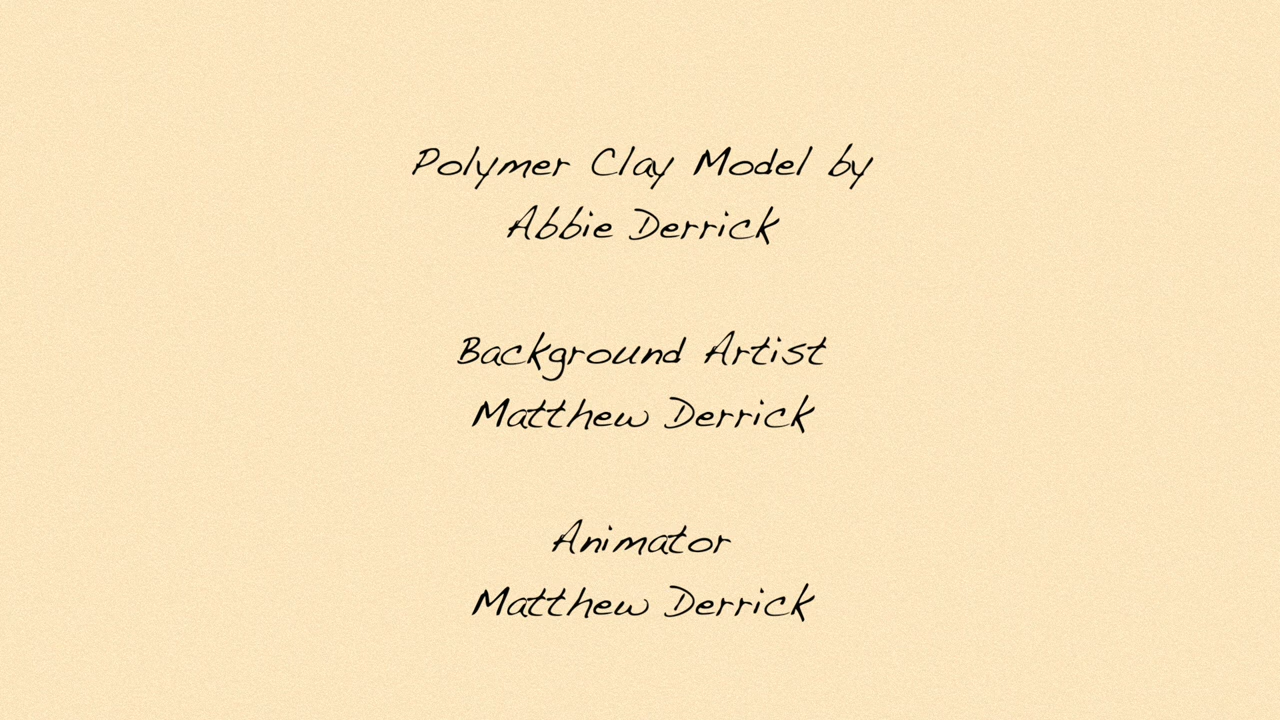 Polymer Clay Model by
Abbie Derrick
Background Artist
Matthew Derrick
Animator
Matthew Derrick